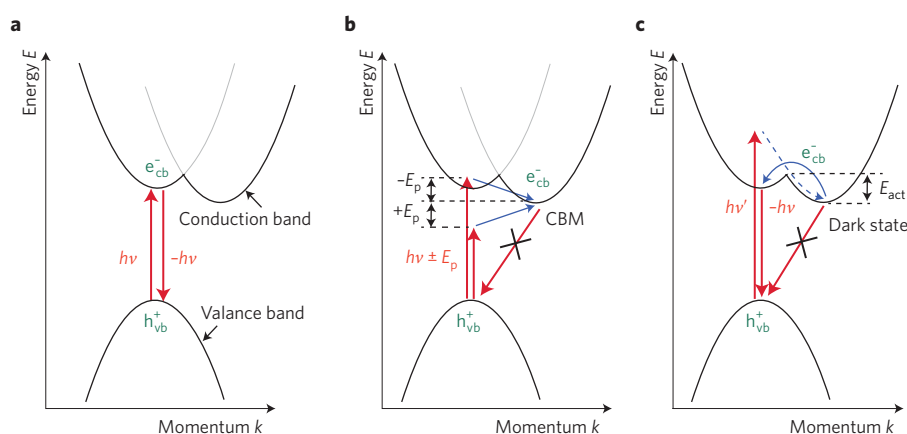 a
Energy E
e⁻cb
Conduction band
hν
–hν
Valance band
h⁺vb
Momentum k
b
Energy E
–Ep
+Ep
e⁻cb
CBM
hν ± Ep
h⁺vb
Momentum k
c
Energy E
e⁻cb
Eact
hν′
–hν
Dark state
h⁺vb
Momentum k